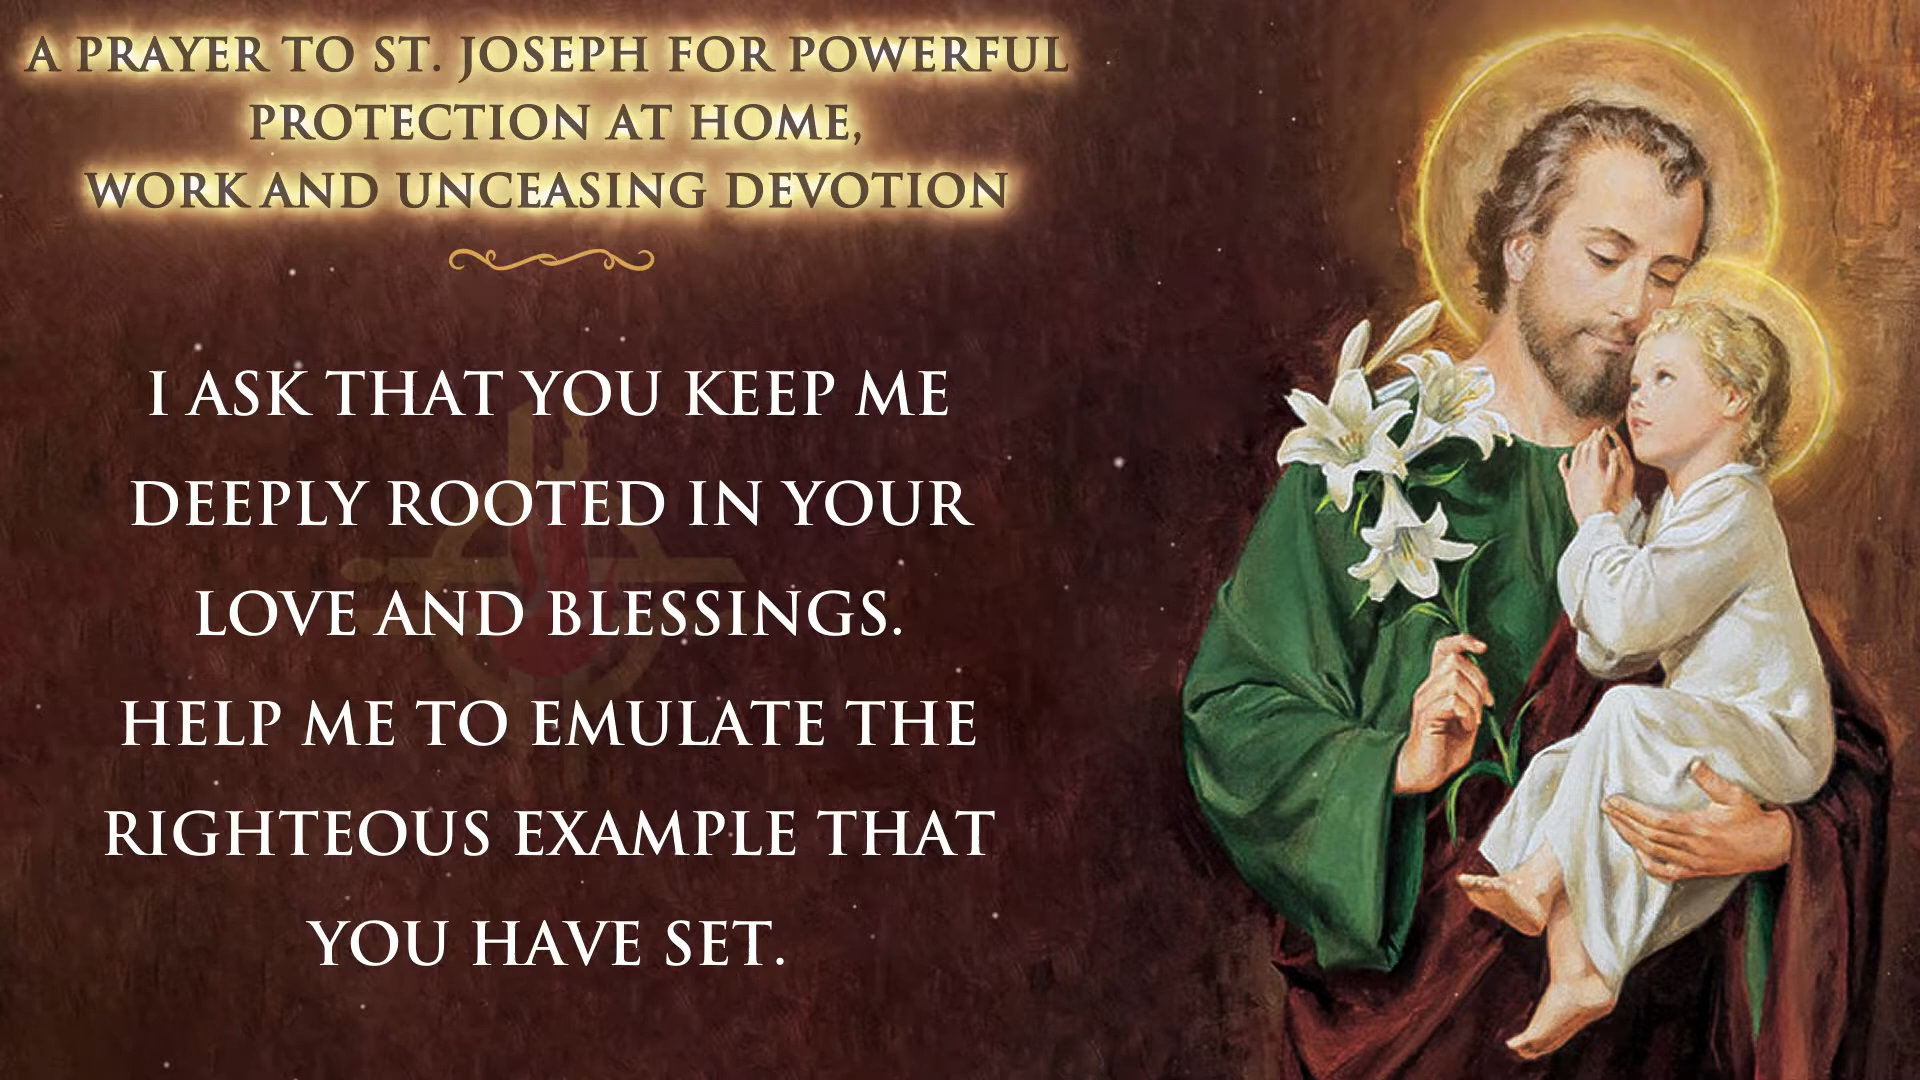 A PRAYER TO ST. JOSEPH FOR POWERFUL
PROTECTION AT HOME,
WORK AND UNCEASING DEVOTION
I ASK THAT YOU KEEP ME
DEEPLY ROOTED IN YOUR
LOVE AND BLESSINGS.
HELP ME TO EMULATE THE
RIGHTEOUS EXAMPLE THAT
YOU HAVE SET.